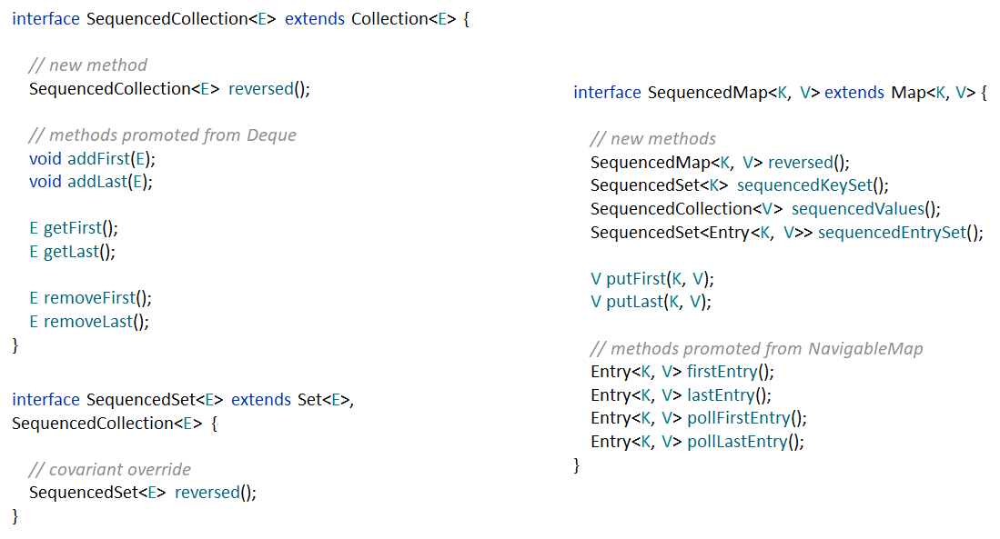 interface SequencedCollection<E> extends Collection<E> {
// new method
SequencedCollection<E> reversed();
// methods promoted from Deque
void addFirst(E);
void addLast(E);
E getFirst();
E getLast();
E removeFirst();
E removeLast();
}
interface SequencedSet<E> extends Set<E>,
SequencedCollection<E> {
// covariant override
SequencedSet<E> reversed();
}
interface SequencedMap<K, V> extends Map<K, V> {
// new methods
SequencedMap<K, V> reversed();
SequencedSet<K> sequencedKeySet();
SequencedCollection<V> sequencedValues();
SequencedSet<Entry<K, V>> sequencedEntrySet();
V putFirst(K, V);
V putLast(K, V);
// methods promoted from NavigableMap
Entry<K, V> firstEntry();
Entry<K, V> lastEntry();
Entry<K, V> pollFirstEntry();
Entry<K, V> pollLastEntry();
}